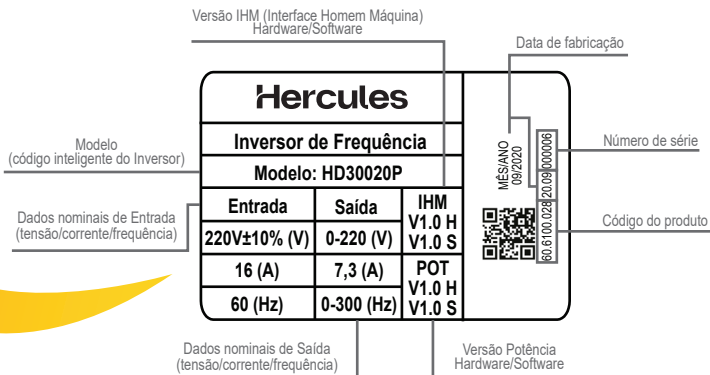 Versão IHM (Interface Homem Máquina)
Hardware/Software
Data de fabricação
Hercules
Inversor de Frequência
Modelo
(código inteligente do Inversor)
Modelo: HD30020P
MÊS/ANO
09/2020
20.09 000006
Número de série
Dados nominais de Entrada
(tensão/corrente/frequência)
Entrada
Saída
IHM
V1.0 H
V1.0 S
220V±10% (V)
0-220 (V)
60.6100.028
Código do produto
16 (A)
7,3 (A)
POT
V1.0 H
V1.0 S
60 (Hz)
0-300 (Hz)
Dados nominais de Saída
(tensão/corrente/frequência)
Versão Potência
Hardware/Software